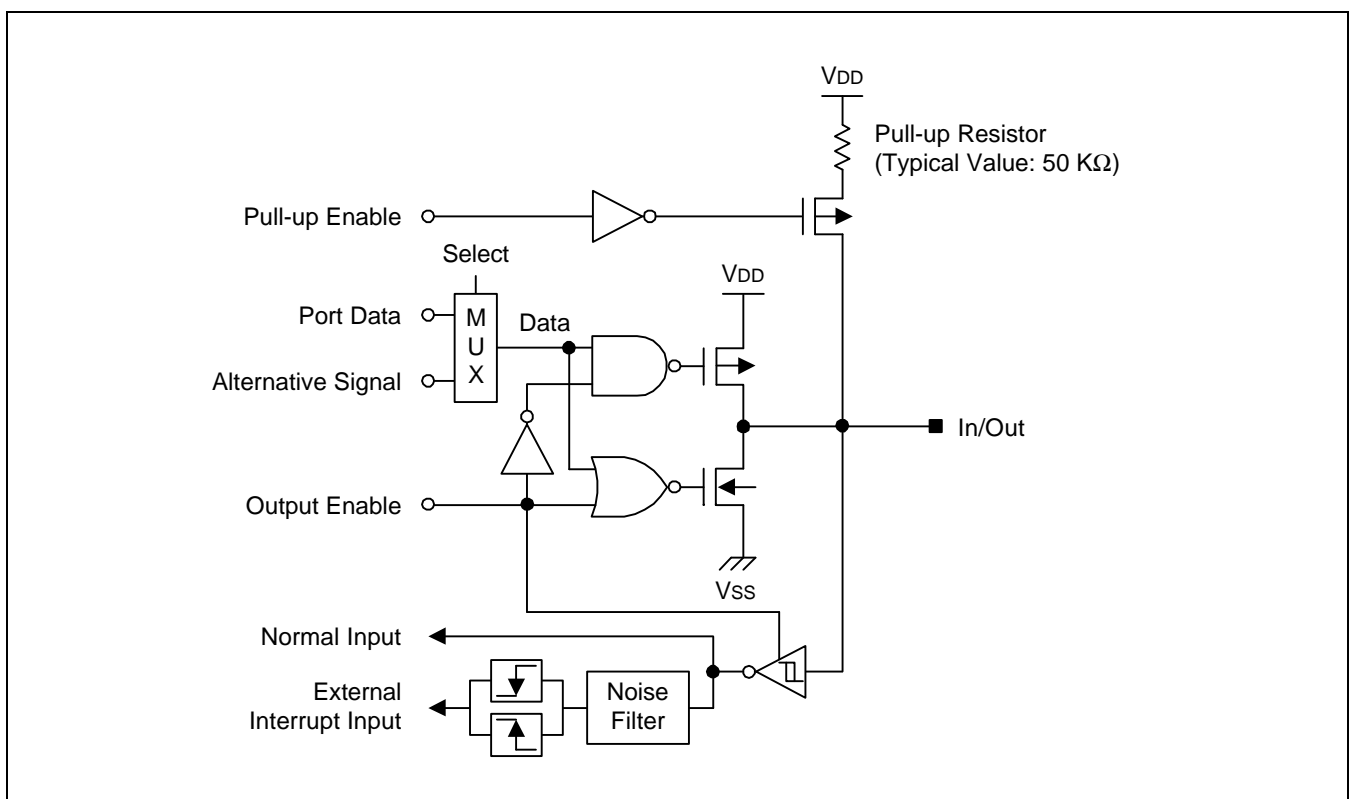 VDD
Pull-up Resistor
(Typical Value: 50 KΩ)
Pull-up Enable
Select
VDD
Port Data
M
U
X
Data
Alternative Signal
In/Out
Output Enable
VSS
Normal Input
External
Interrupt Input
Noise
Filter